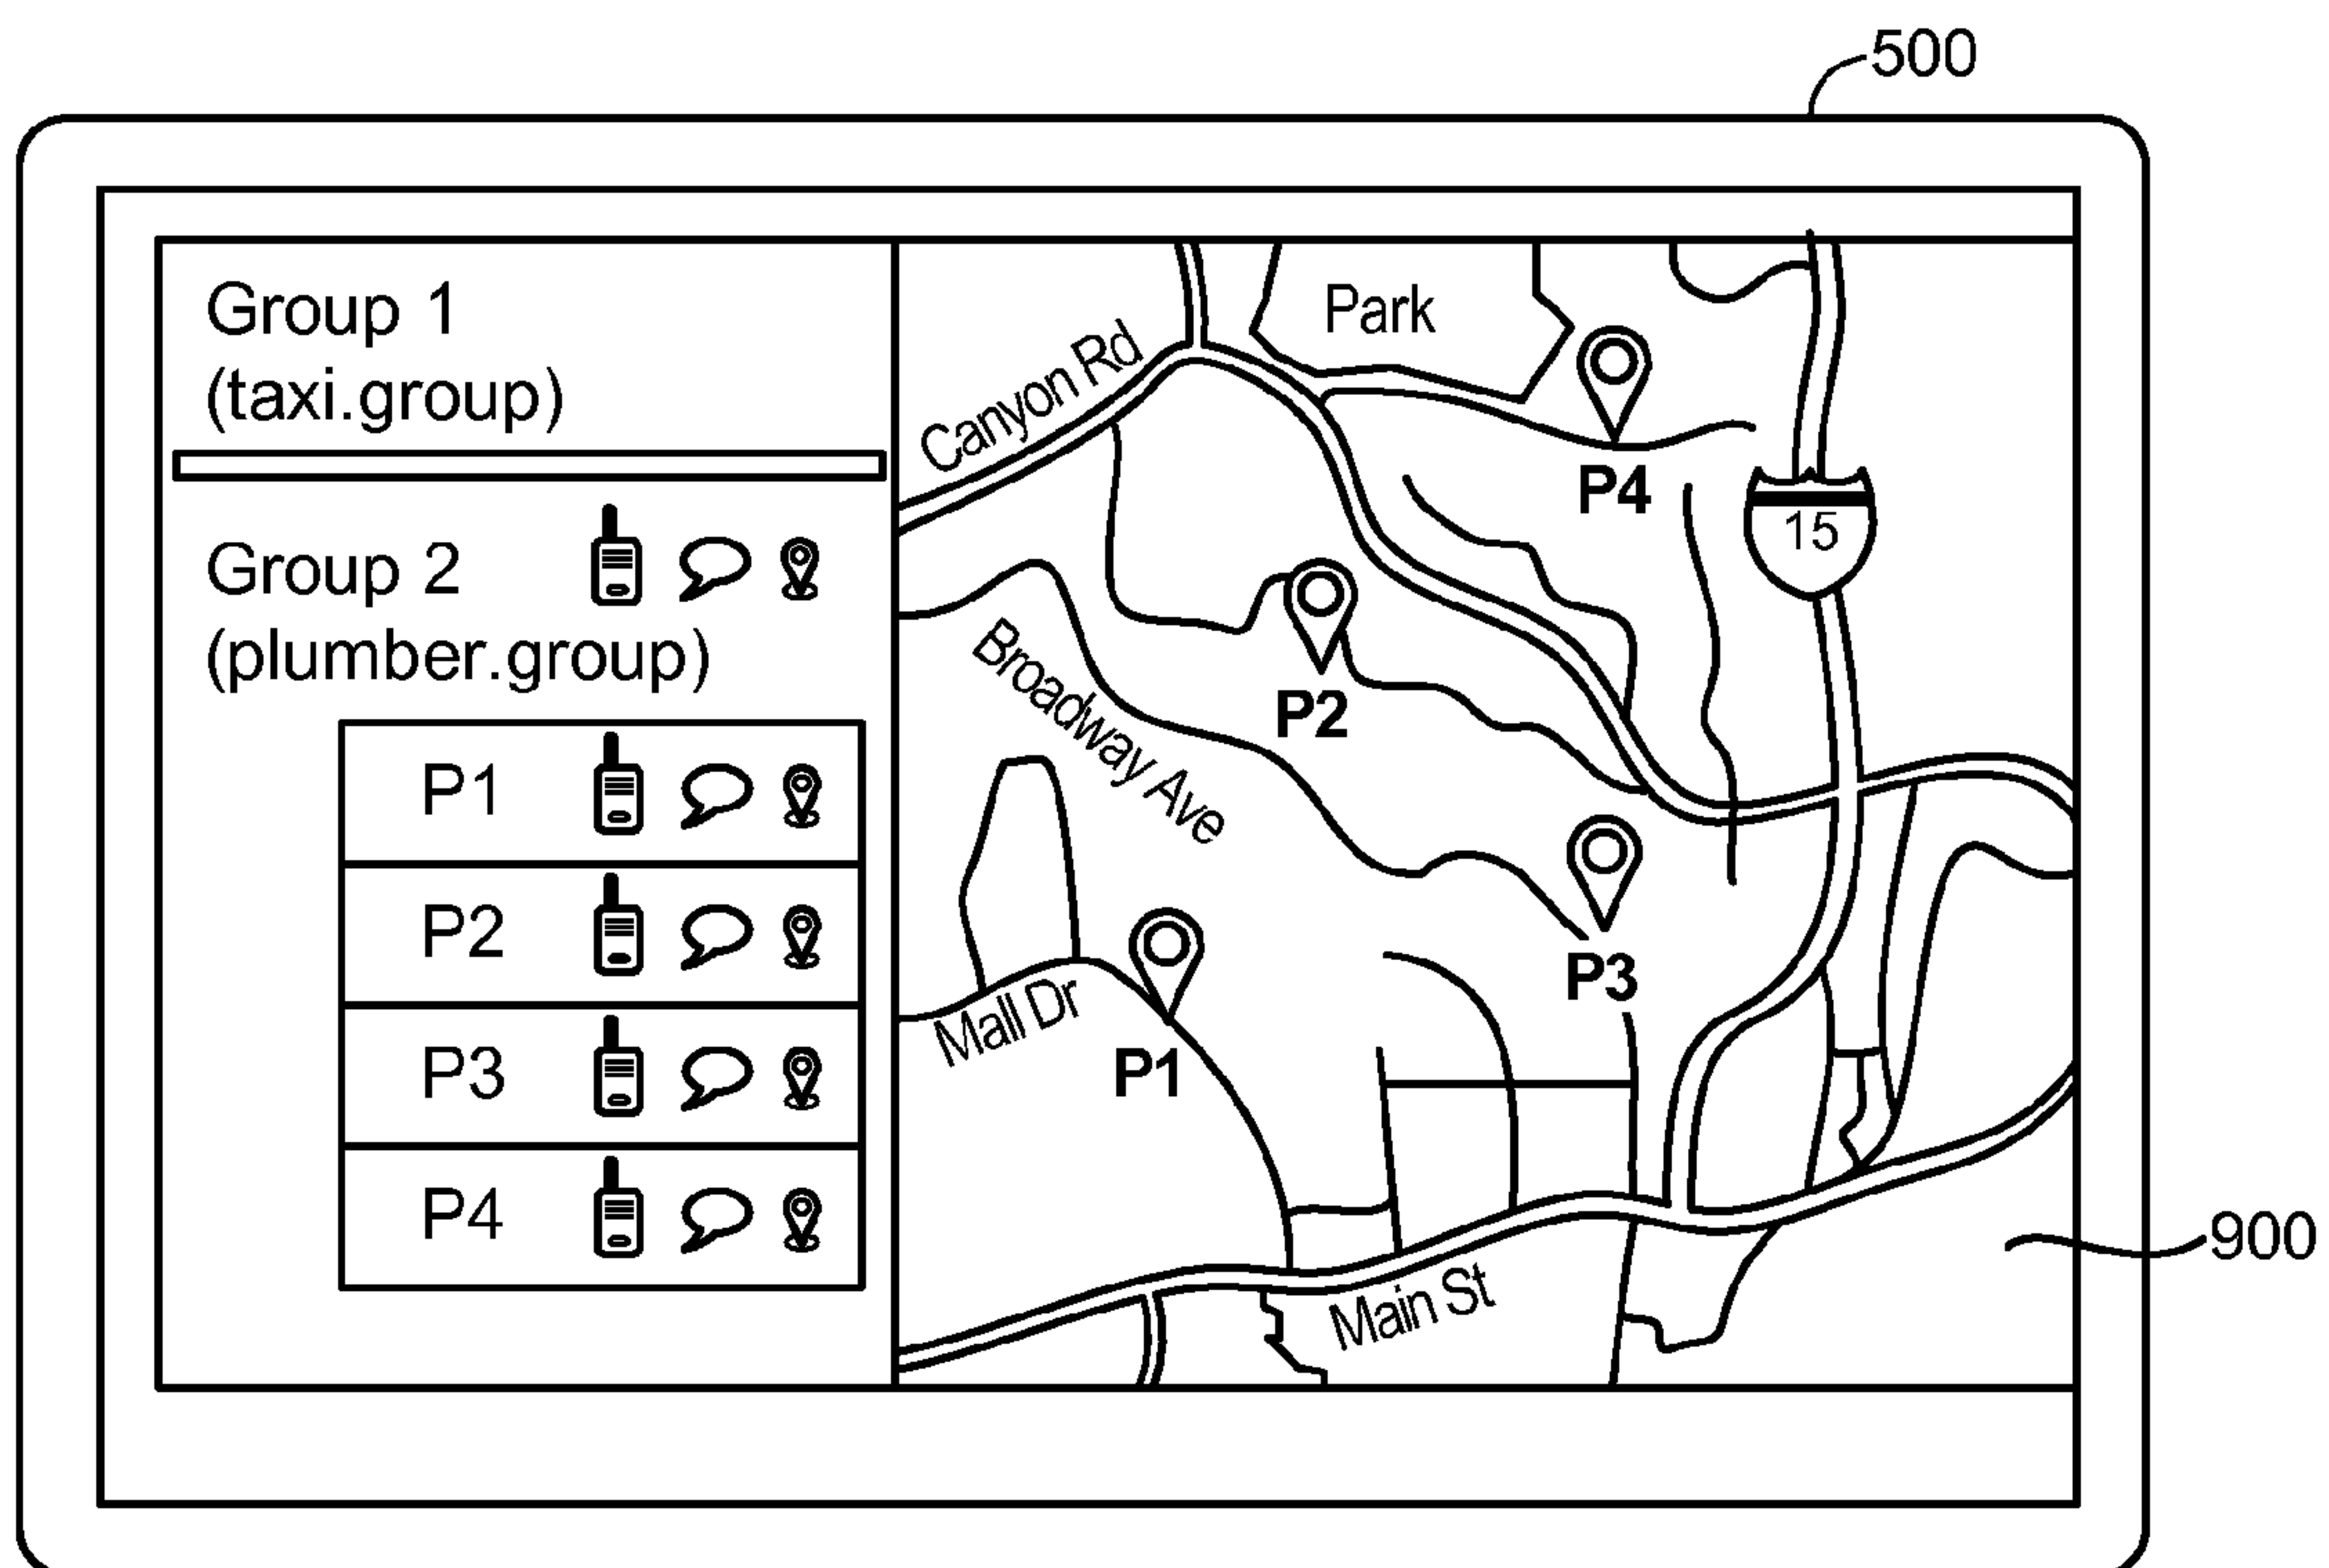 500
Group 1
(taxi.group)
Group 2
(plumber.group)
P1
P2
P3
P4
Park
Canyon Rd
P4
15
P2
Broadway Ave
P3
Mall Dr
P1
Main St
900